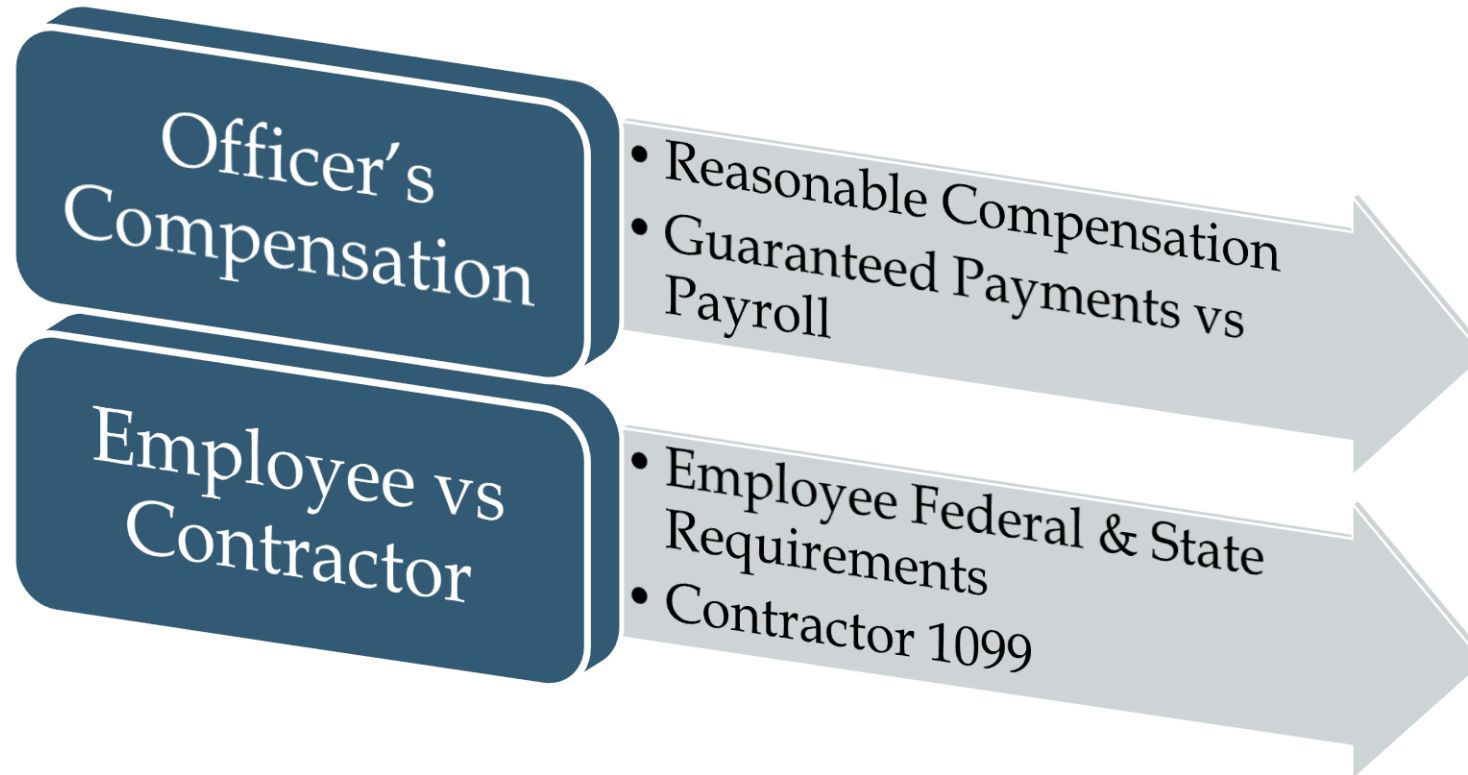 Officer’s
Compensation
• Reasonable Compensation
• Guaranteed Payments vs
Payroll
Employee vs
Contractor
• Employee Federal & State
Requirements
• Contractor 1099